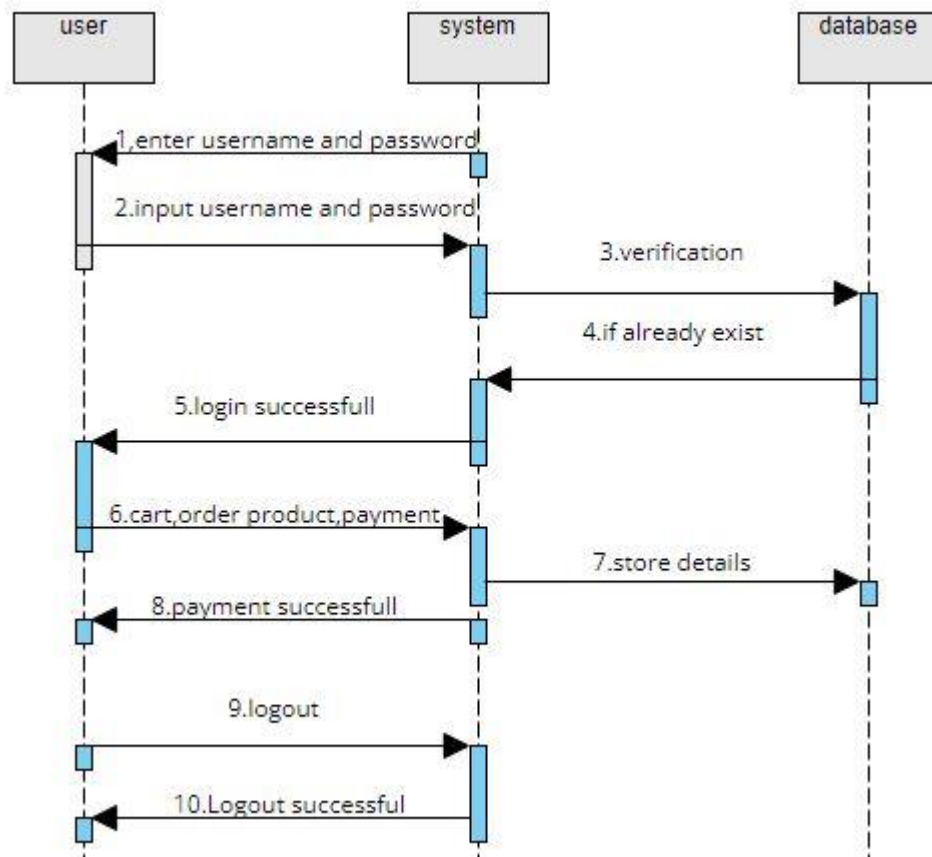 user
system
database
1,enter username and password
2.input username and password
3.verification
4.if already exist
5.login successfull
6.cart,order product,payment
7.store details
8.payment successfull
9.logout
10.Logout successful